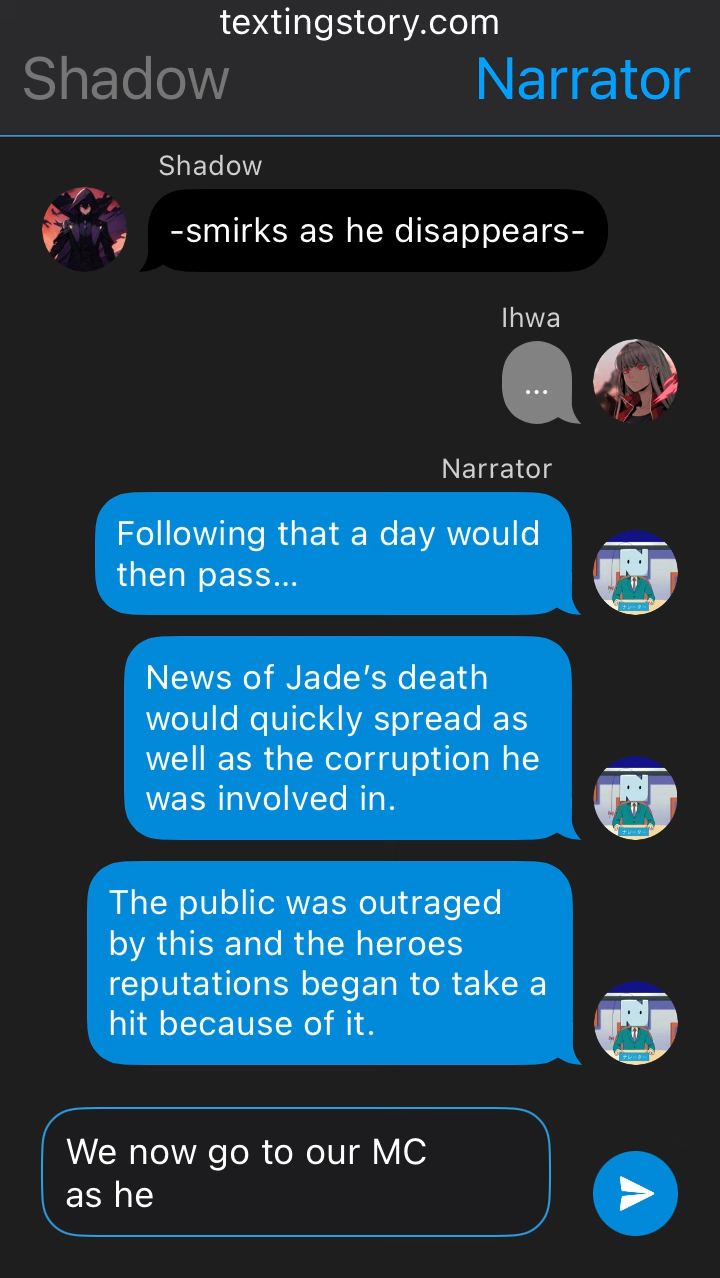 textingstory.com
Shadow Narrator
Shadow
-smirks as he disappears-
Ihwa
...
Narrator
Following that a day would
then pass...
News of Jade’s death
would quickly spread as
well as the corruption he
was involved in.
The public was outraged
by this and the heroes
reputations began to take a
hit because of it.
We now go to our MC
as he